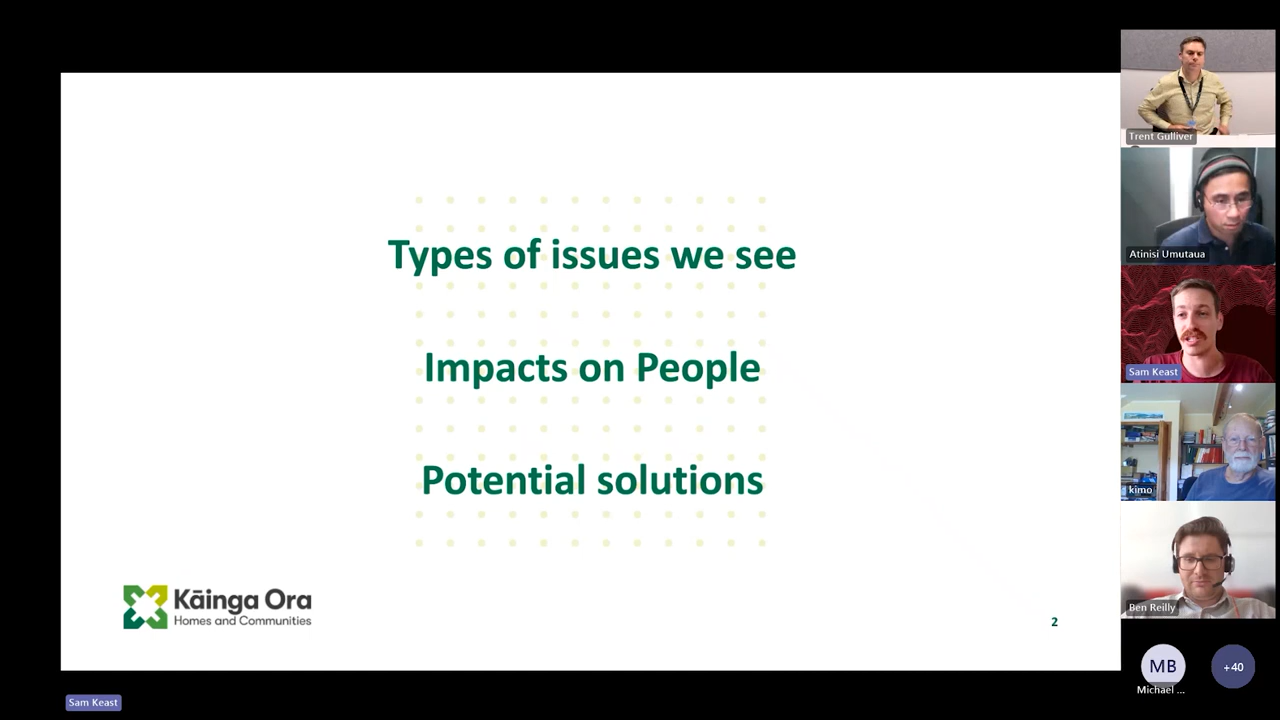 Types of issues we see
Impacts on People
Potential solutions
Kāinga Ora
Homes and Communities
2
Sam Keast
Trent Gulliver
Atinisi Umutaua
Sam Keast
kimo
Ben Reilly
MB
Michael ...
+40